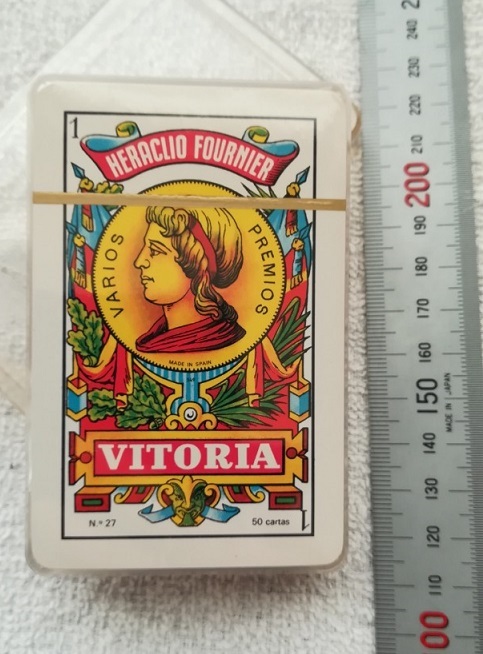 1
HERACLIO FOURNIER
VARIOS
PREMIOS
MADE IN SPAIN
VITORIA
N.º 27
50 cartas
1
240
230
220
210
200
190
180
170
160
150
MADE IN JAPAN
140
130
120
110